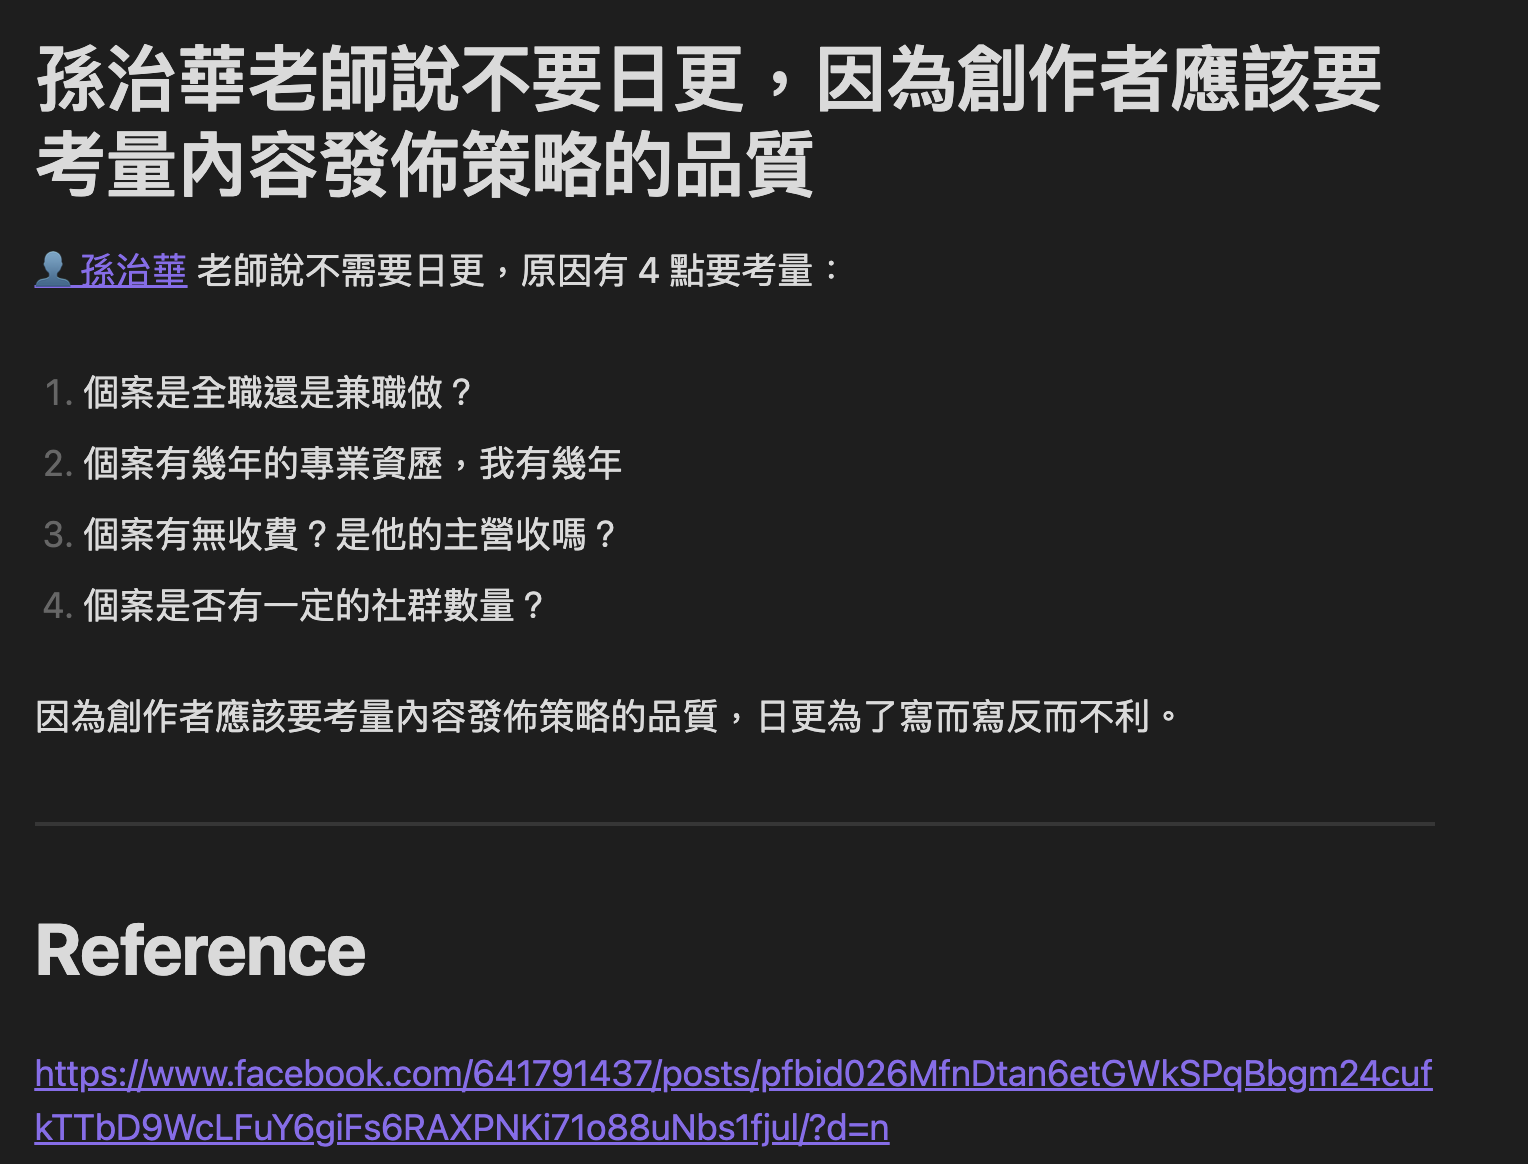 孫治華老師說不要日更，因為創作者應該要
考量內容發佈策略的品質
👤 孫治華 老師說不需要日更，原因有 4 點要考量：
1. 個案是全職還是兼職做？
2. 個案有幾年的專業資歷，我有幾年
3. 個案有無收費？是他的主營收嗎？
4. 個案是否有一定的社群數量？
因為創作者應該要考量內容發佈策略的品質，日更為了寫而寫反而不利。
Reference
https://www.facebook.com/641791437/posts/pfbid026MfnDtan6etGWkSPqBbgm24cuf
kTTbD9WcLFuY6giFs6RAXPNKi71o88uNbs1fjul/?d=n